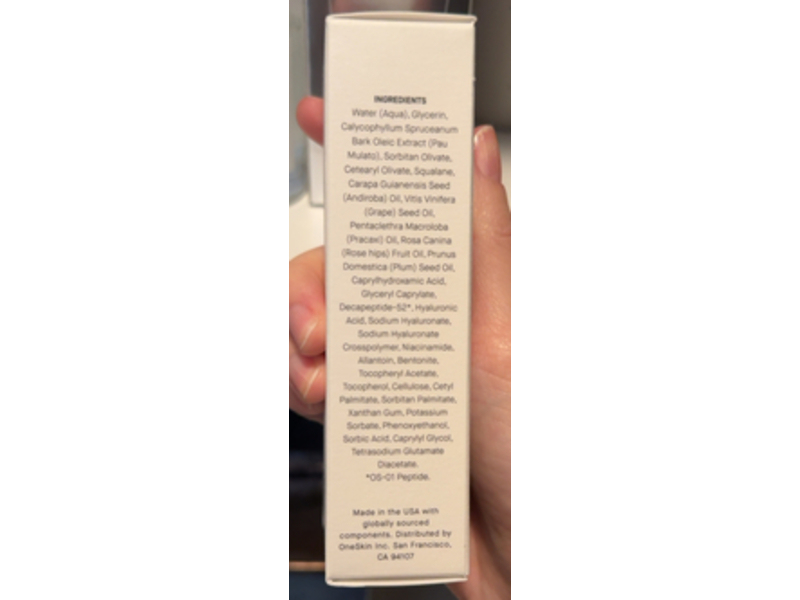 INGREDIENTS
Water (Aqua), Glycerin,
Calycophyllum Spruceanum
Bark Oleic Extract (Pau
Mulato), Sorbitan Olivate,
Cetearyl Olivate, Squalane,
Carapa Guianensis Seed
(Andiroba) Oil, Vitis Vinifera
(Grape) Seed Oil,
Pentaclethra Macroloba
(Pracaxi) Oil, Rosa Canina
(Rose hips) Fruit Oil, Prunus
Domestica (Plum) Seed Oil,
Caprylhydroxamic Acid,
Glyceryl Caprylate,
Decapeptide-52*, Hyaluronic
Acid, Sodium Hyaluronate,
Sodium Hyaluronate
Crosspolymer, Niacinamide,
Allantoin, Bentonite,
Tocopheryl Acetate,
Tocopherol, Cellulose, Cetyl
Palmitate, Sorbitan Palmitate,
Xanthan Gum, Potassium
Sorbate, Phenoxyethanol,
Sorbic Acid, Caprylyl Glycol,
Tetrasodium Glutamate
Diacetate.
*OS-01 Peptide.
Made in the USA with
globally sourced
components. Distributed by
OneSkin Inc. San Francisco,
CA 94107